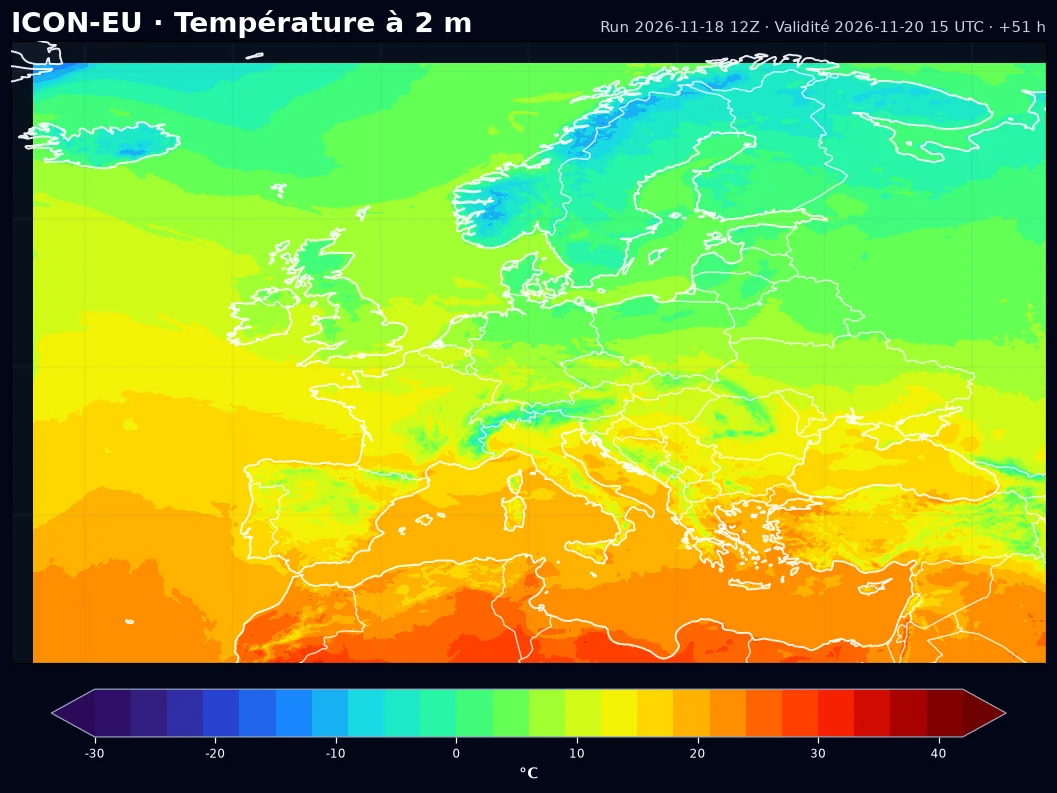 ICON-EU · Température à 2 m
Run 2026-11-18 12Z · Validité 2026-11-20 15 UTC · +51 h
-30 -20 -10 0 10 20 30 40
°C